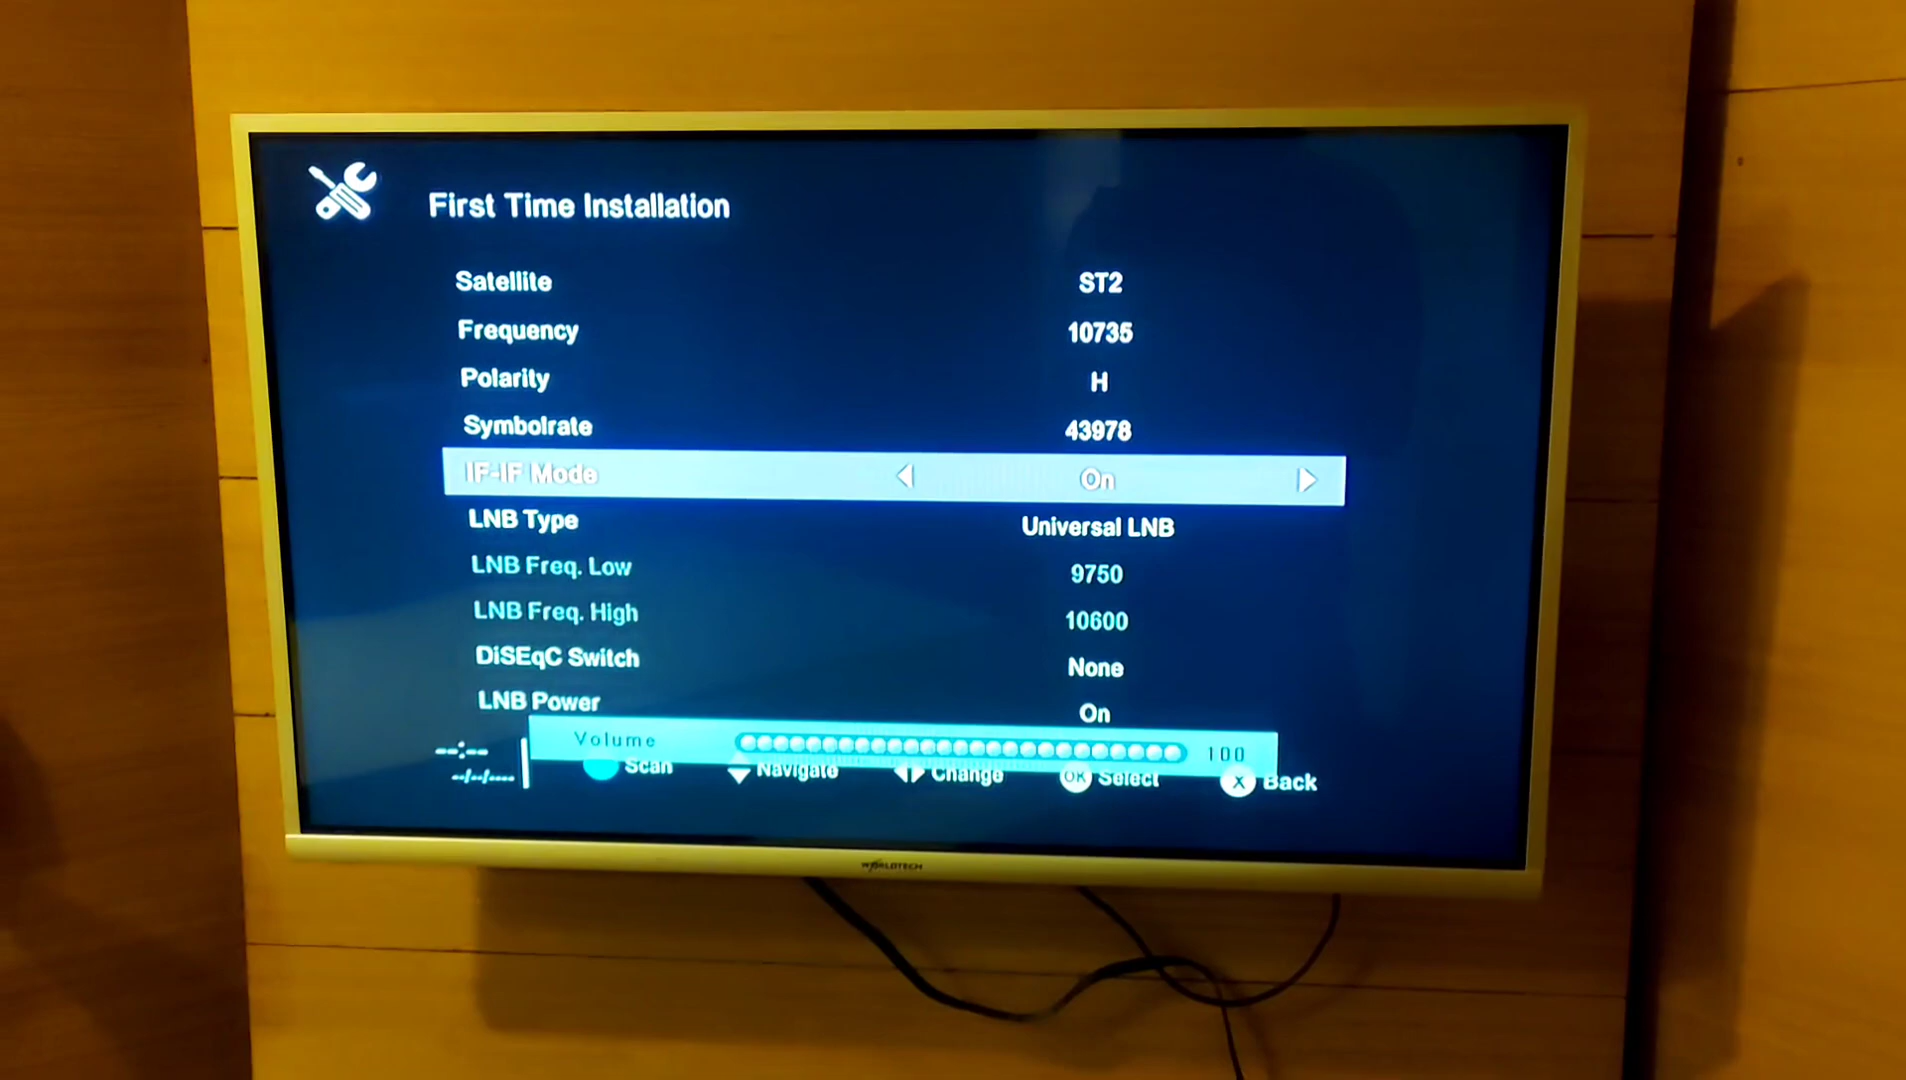 First Time Installation
Satellite ST2
Frequency 10735
Polarity H
Symbolrate 43978
IF-IF Mode On
LNB Type Universal LNB
LNB Freq. Low 9750
LNB Freq. High 10600
DiSEqC Switch None
LNB Power On
Volume 100
--:--
--/--/----
Scan Navigate Change OK Select X Back
WORLDTECH